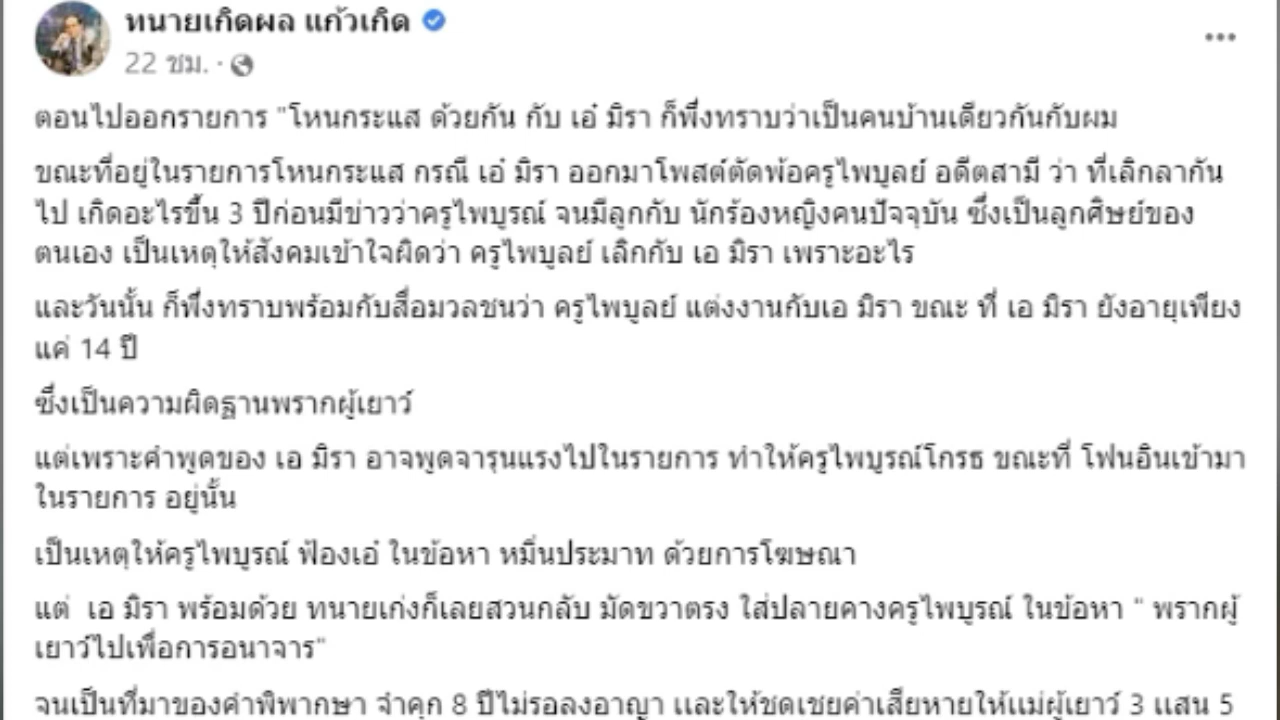 ทนายเกิดผล แก้วเกิด
22 ชม. ·
ตอนไปออกรายการ "โหนกระแส ด้วยกัน กับ เอ๋ มิรา ก็พึ่งทราบว่าเป็นคนบ้านเดียวกันกับผม
ขณะที่อยู่ในรายการโหนกระแส กรณี เอ๋ มิรา ออกมาโพสต์ตัดพ้อครูไพบูลย์ อดีตสามี ว่า ที่เลิกลากัน
ไป เกิดอะไรขึ้น 3 ปีก่อนมีข่าวว่าครูไพบูรณ์ จนมีลูกกับ นักร้องหญิงคนปัจจุบัน ซึ่งเป็นลูกศิษย์ของ
ตนเอง เป็นเหตุให้สังคมเข้าใจผิดว่า ครูไพบูลย์ เลิกกับ เอ มิรา เพราะอะไร
และวันนั้น ก็พึ่งทราบพร้อมกับสื่อมวลชนว่า ครูไพบูลย์ แต่งงานกับเอ มิรา ขณะ ที่ เอ มิรา ยังอายุเพียง
แค่ 14 ปี
ซึ่งเป็นความผิดฐานพรากผู้เยาว์
แต่เพราะคำพูดของ เอ มิรา อาจพูดจารุนแรงไปในรายการ ทำให้ครูไพบูรณ์โกรธ ขณะที่ โฟนอินเข้ามา
ในรายการ อยู่นั้น
เป็นเหตุให้ครูไพบูรณ์ ฟ้องเอ๋ ในข้อหา หมิ่นประมาท ด้วยการโฆษณา
แต่ เอ มิรา พร้อมด้วย ทนายเก่งก็เลยสวนกลับ มัดขวาตรง ใส่ปลายคางครูไพบูรณ์ ในข้อหา " พรากผู้
เยาว์ไปเพื่อการอนาจาร"
จนเป็นที่มาของคำพิพากษา จำคุก 8 ปีไม่รอลงอาญา และให้ชดเชยค่าเสียหายให้แม่ผู้เยาว์ 3 แสน 5